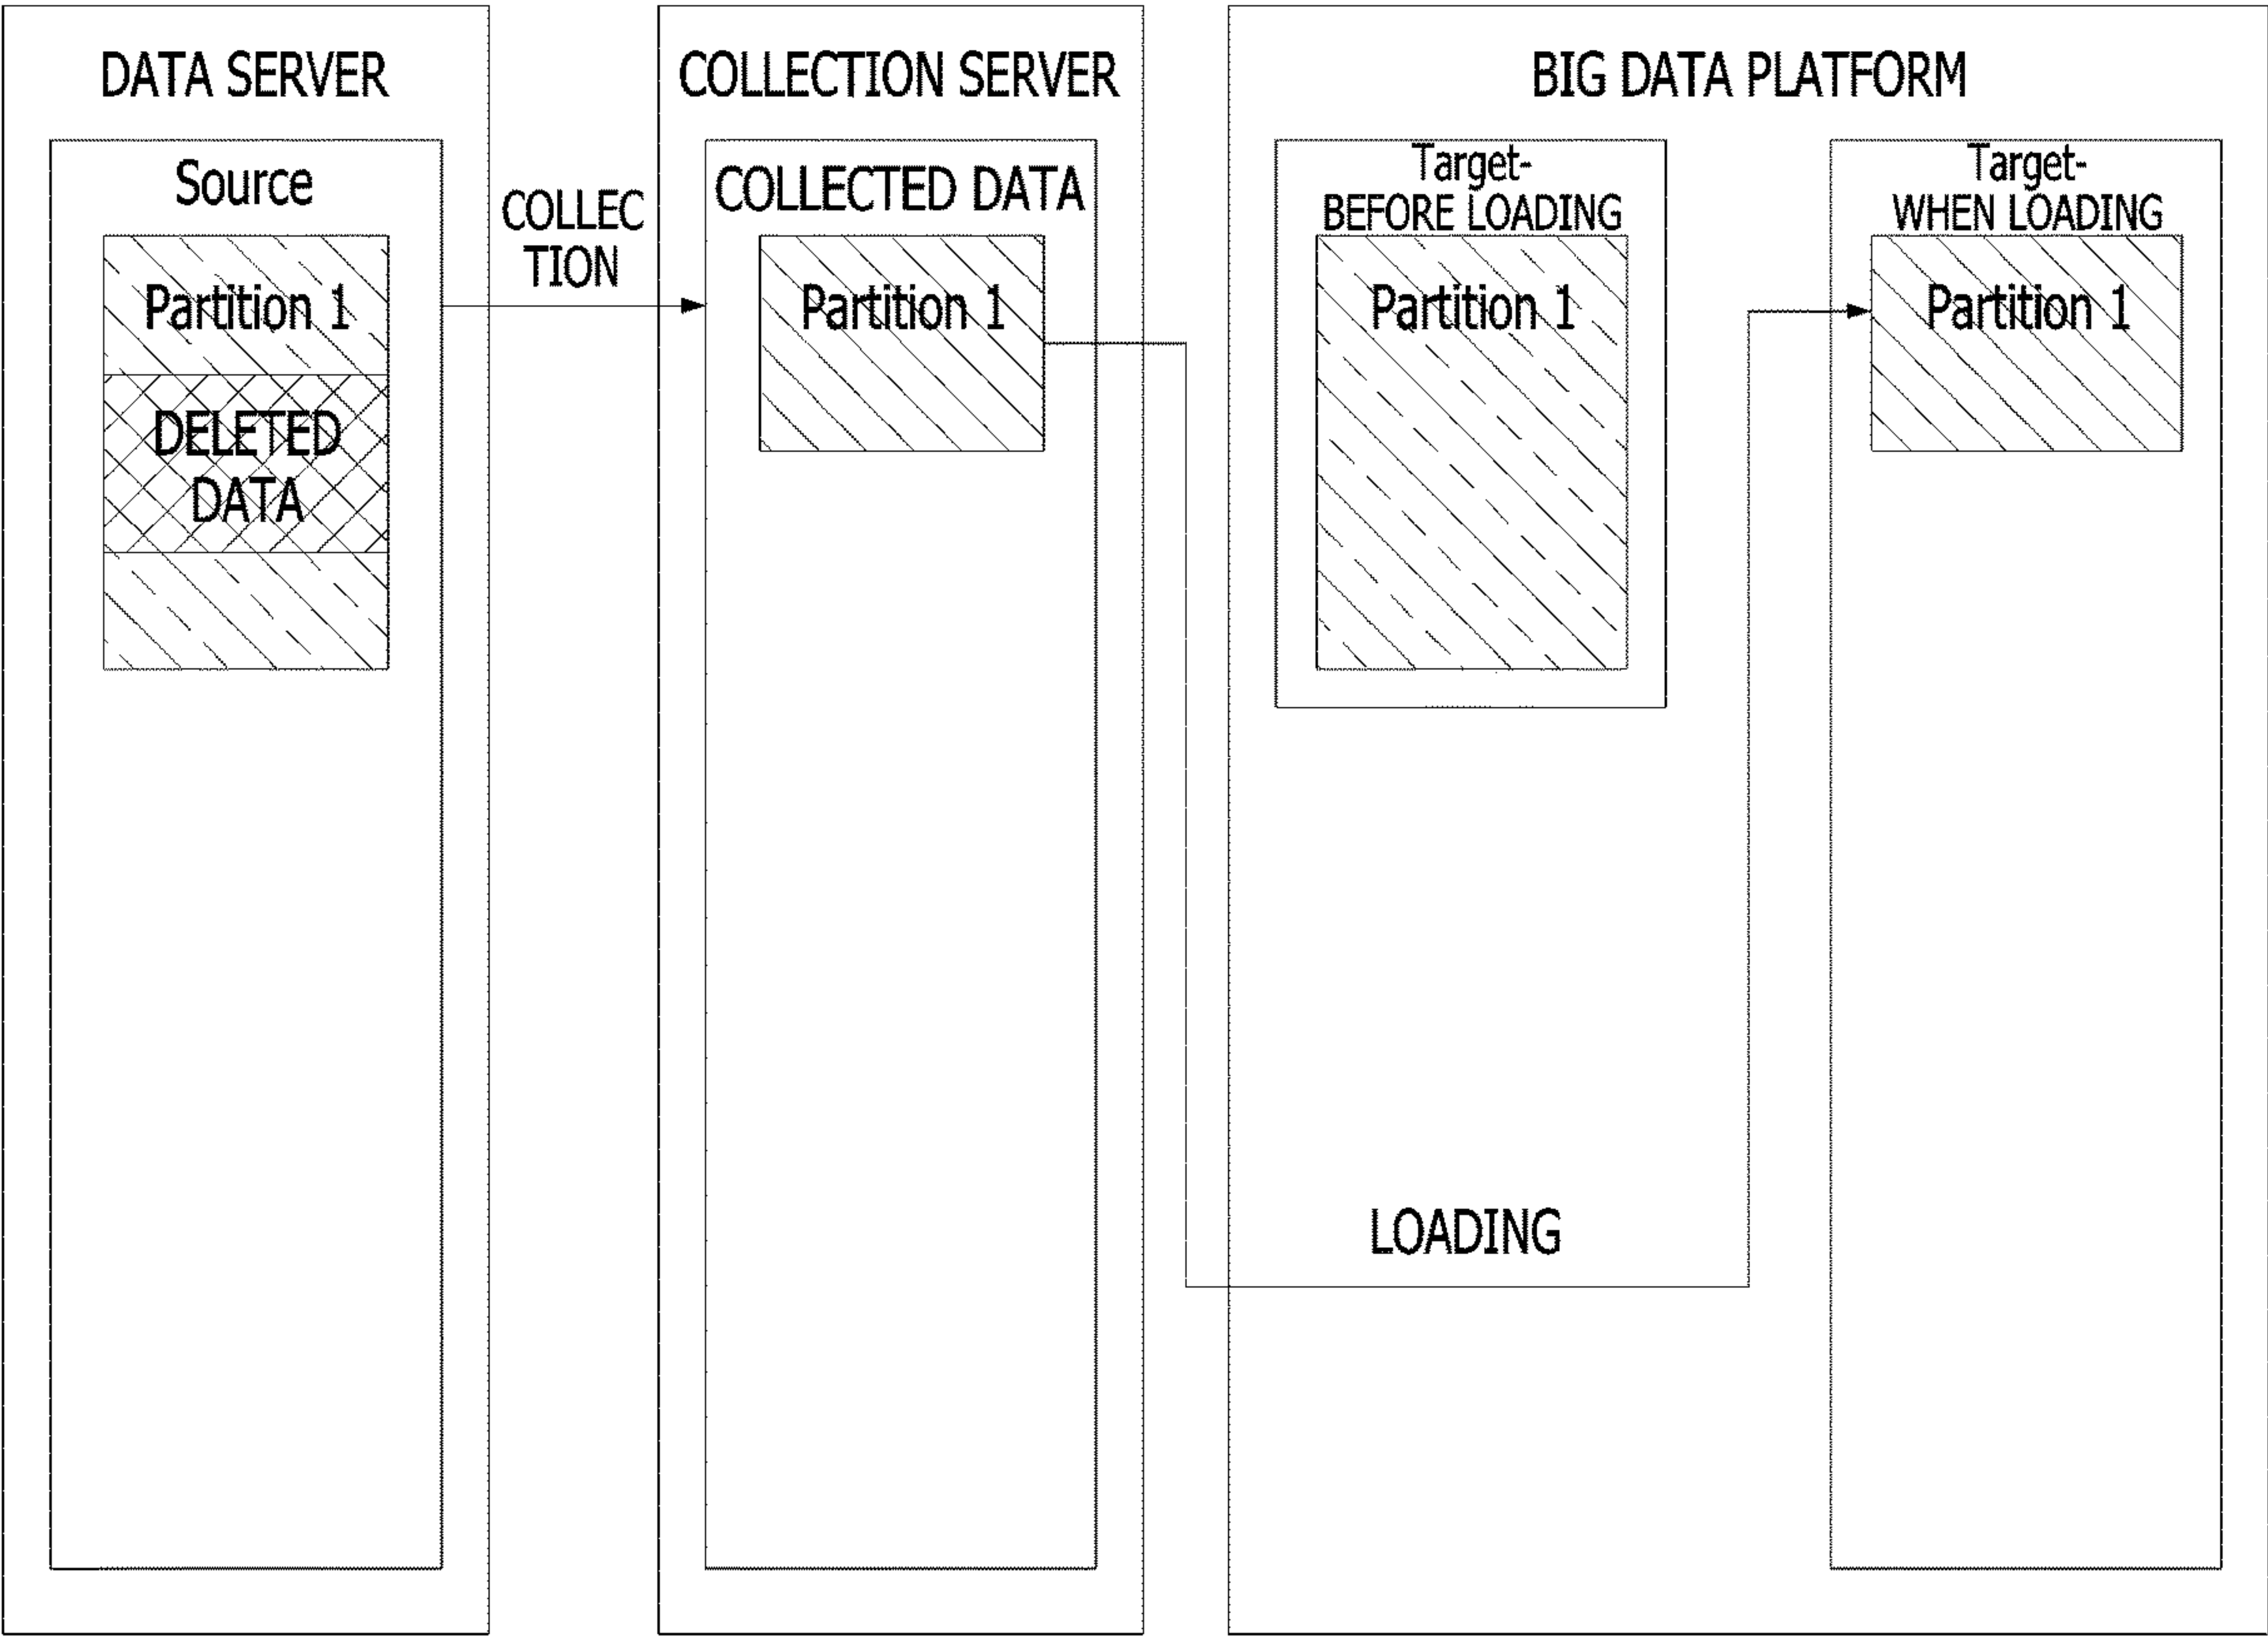 DATA SERVER
Source
Partition 1
DELETED
DATA
COLLEC
TION
COLLECTION SERVER
COLLECTED DATA
Partition 1
BIG DATA PLATFORM
Target-
BEFORE LOADING
Partition 1
Target-
WHEN LOADING
Partition 1
LOADING